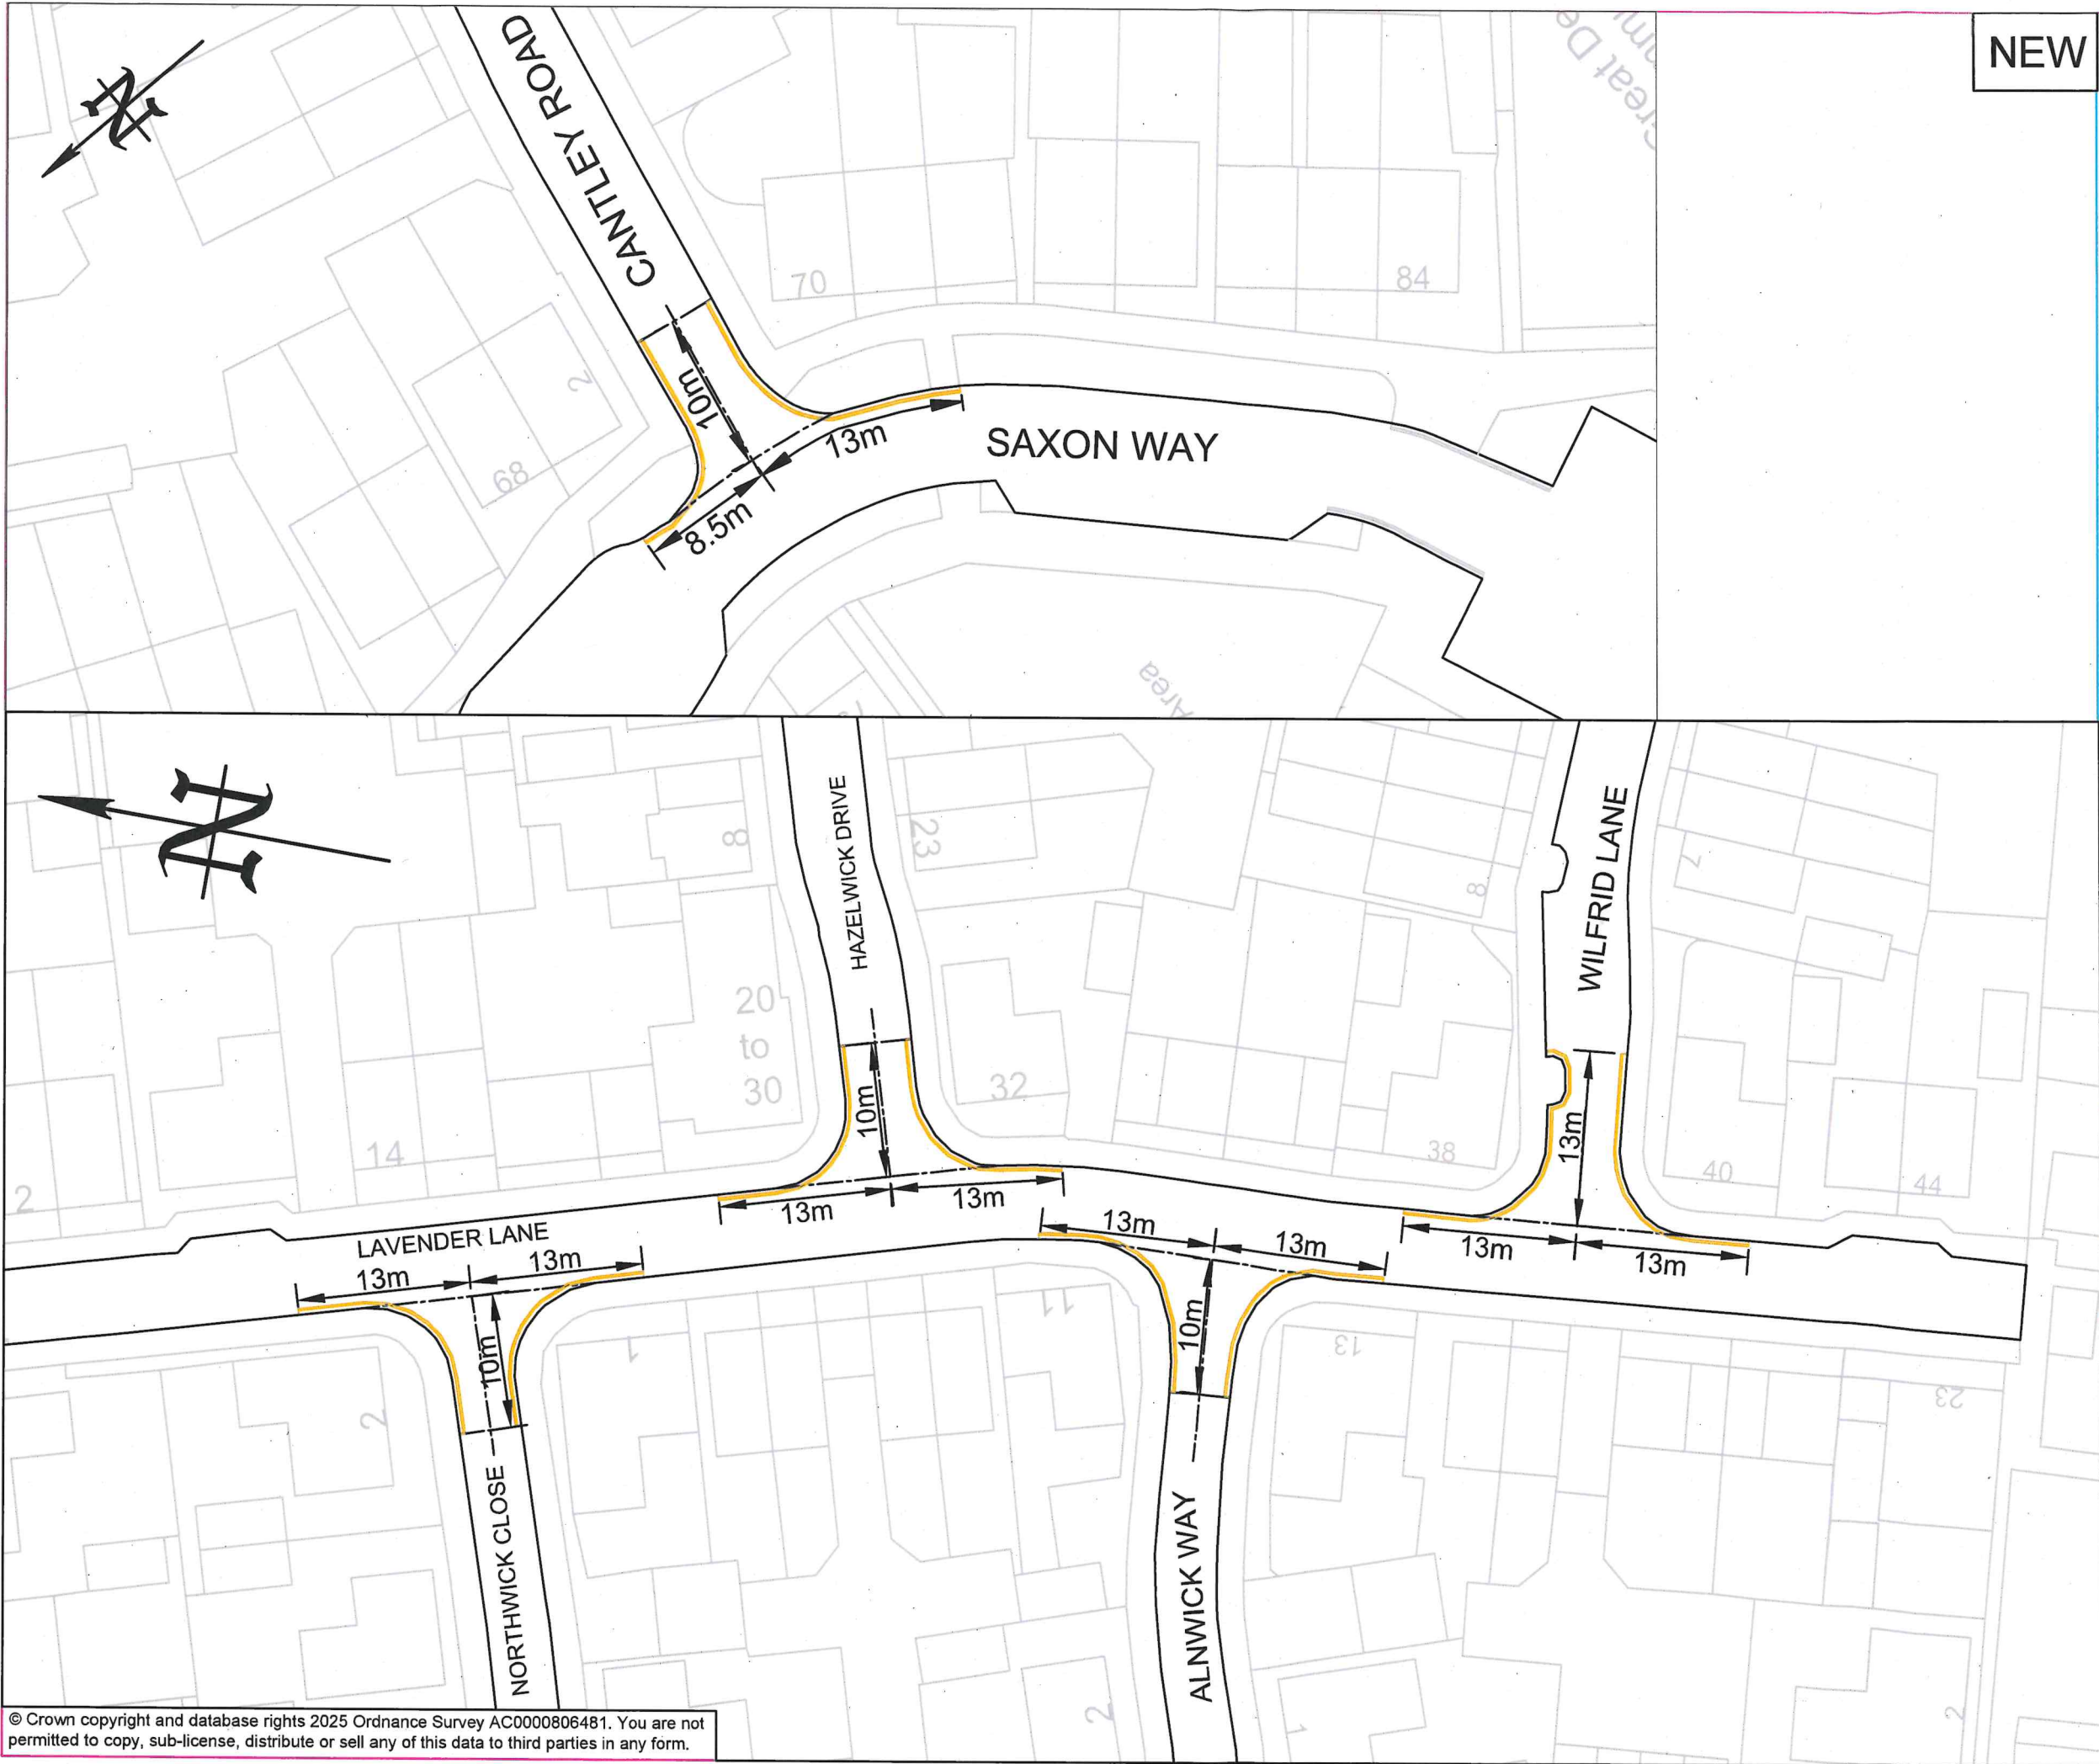 NEW
Great De
CANTLEY ROAD
N
70
84
2
68
10m
13m
8.5m
SAXON WAY
Area
N
HAZELWICK DRIVE
8
23
WILFRID LANE
8
7
20
to
30
32
14
2
10m
13m
13m
38
13m
40
44
LAVENDER LANE
13m
13m
13m
13m
13m
13m
10m
10m
1
11
13
23
2
NORTHWICK CLOSE
ALNWICK WAY
2
1
2
© Crown copyright and database rights 2025 Ordnance Survey AC0000806481. You are not
permitted to copy, sub-license, distribute or sell any of this data to third parties in any form.